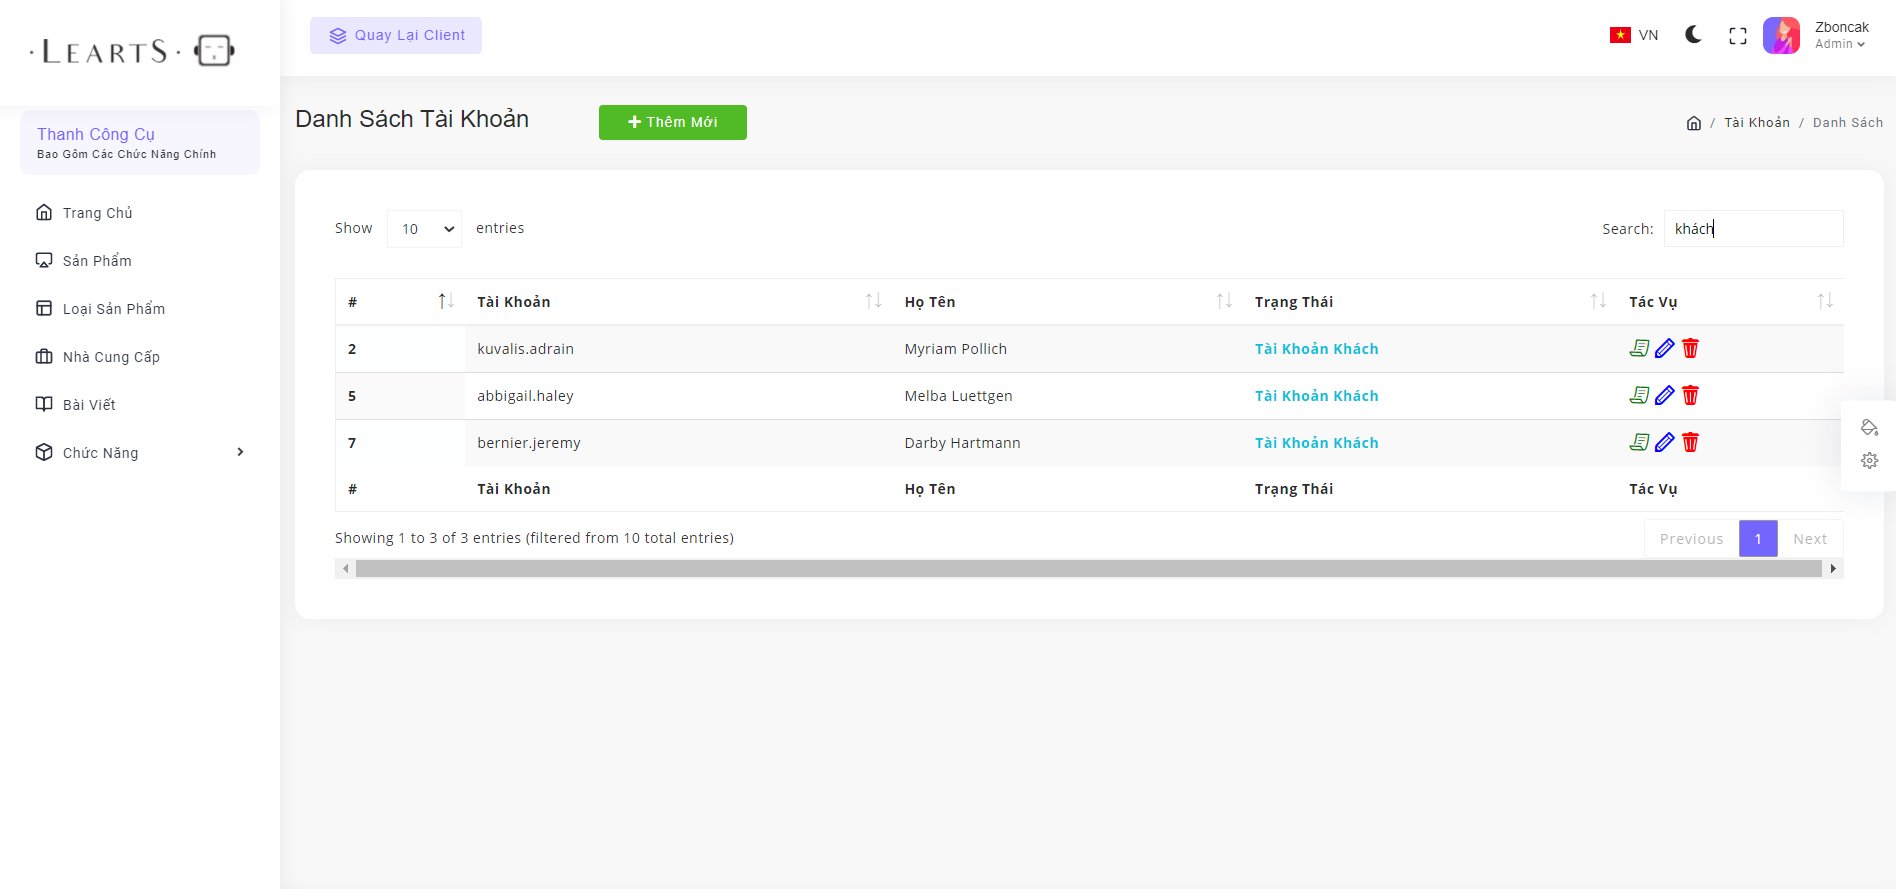 · LEARTS ·
Quay Lại Client
VN
Zboncak
Admin
Thanh Công Cụ
Bao Gồm Các Chức Năng Chính
Trang Chủ
Sản Phẩm
Loại Sản Phẩm
Nhà Cung Cấp
Bài Viết
Chức Năng
Danh Sách Tài Khoản
Thêm Mới
/ Tài Khoản / Danh Sách
Show 10 entries
Search: khách
# Tài Khoản Họ Tên Trạng Thái Tác Vụ
2 kuvalis.adrain Myriam Pollich Tài Khoản Khách
5 abbigail.haley Melba Luettgen Tài Khoản Khách
7 bernier.jeremy Darby Hartmann Tài Khoản Khách
# Tài Khoản Họ Tên Trạng Thái Tác Vụ
Showing 1 to 3 of 3 entries (filtered from 10 total entries)
Previous 1 Next